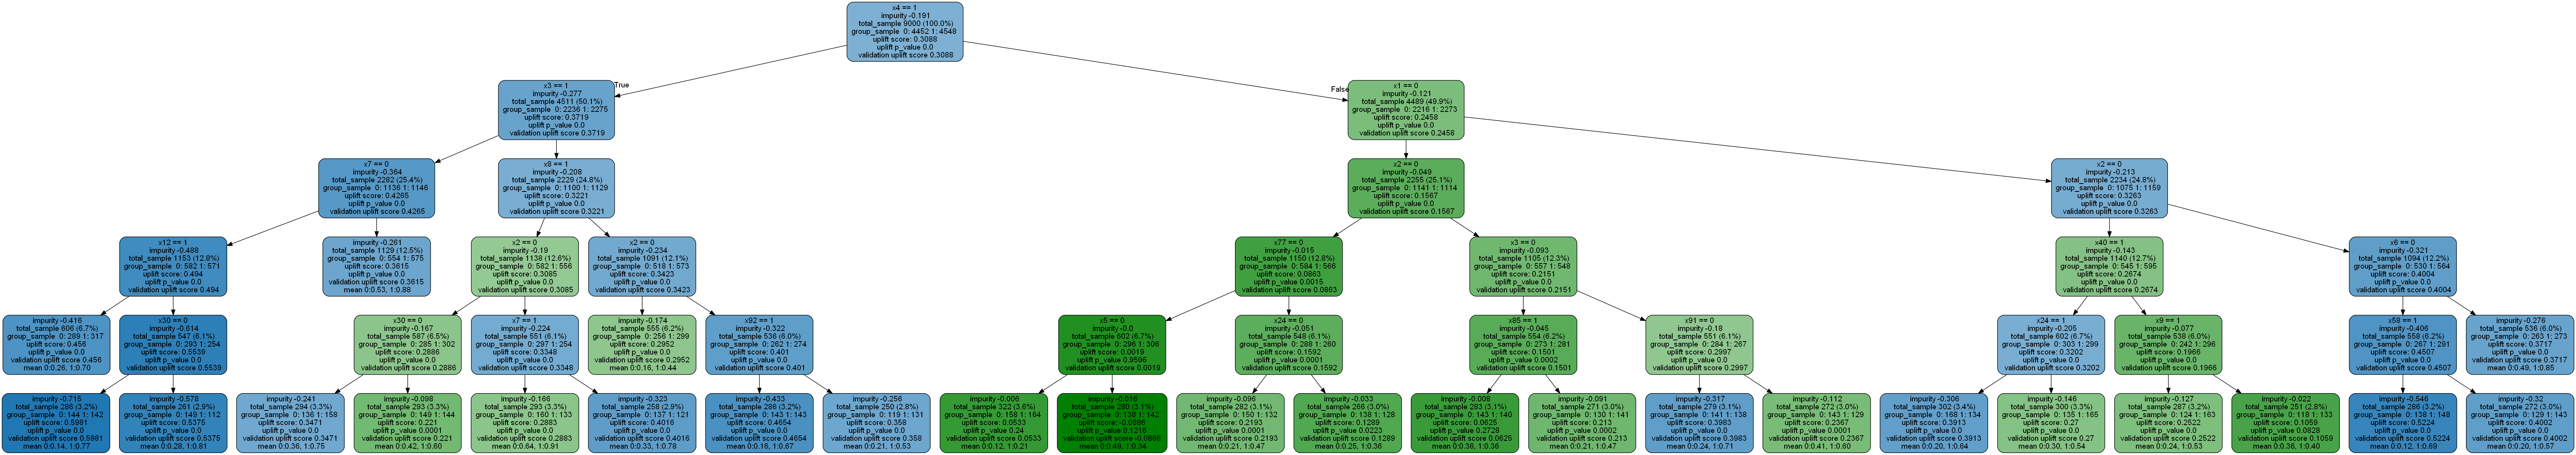 x4 == 1
impurity -0.191
total_sample 9000 (100.0%)
group_sample 0: 4452 1: 4548
uplift score: 0.3088
uplift p_value 0.0
validation uplift score 0.3088
True
False
x3 == 1
impurity -0.277
total_sample 4511 (50.1%)
group_sample 0: 2236 1: 2275
uplift score: 0.3719
uplift p_value 0.0
validation uplift score 0.3719
x1 == 0
impurity -0.121
total_sample 4489 (49.9%)
group_sample 0: 2216 1: 2273
uplift score: 0.2458
uplift p_value 0.0
validation uplift score 0.2458
x7 == 0
impurity -0.364
total_sample 2282 (25.4%)
group_sample 0: 1136 1: 1146
uplift score: 0.4265
uplift p_value 0.0
validation uplift score 0.4265
x8 == 1
impurity -0.208
total_sample 2229 (24.8%)
group_sample 0: 1100 1: 1129
uplift score: 0.3221
uplift p_value 0.0
validation uplift score 0.3221
x2 == 0
impurity -0.049
total_sample 2255 (25.1%)
group_sample 0: 1141 1: 1114
uplift score: 0.1567
uplift p_value 0.0
validation uplift score 0.1567
x2 == 0
impurity -0.213
total_sample 2234 (24.8%)
group_sample 0: 1075 1: 1159
uplift score: 0.3263
uplift p_value 0.0
validation uplift score 0.3263
x12 == 1
impurity -0.488
total_sample 1153 (12.8%)
group_sample 0: 582 1: 571
uplift score: 0.494
uplift p_value 0.0
validation uplift score 0.494
impurity -0.261
total_sample 1129 (12.5%)
group_sample 0: 554 1: 575
uplift score: 0.3615
uplift p_value 0.0
validation uplift score 0.3615
mean 0:0.53, 1:0.88
x2 == 0
impurity -0.19
total_sample 1138 (12.6%)
group_sample 0: 582 1: 556
uplift score: 0.3085
uplift p_value 0.0
validation uplift score 0.3085
x2 == 0
impurity -0.234
total_sample 1091 (12.1%)
group_sample 0: 518 1: 573
uplift score: 0.3423
uplift p_value 0.0
validation uplift score 0.3423
x77 == 0
impurity -0.015
total_sample 1150 (12.8%)
group_sample 0: 584 1: 566
uplift score: 0.0863
uplift p_value 0.0015
validation uplift score 0.0863
x3 == 0
impurity -0.093
total_sample 1105 (12.3%)
group_sample 0: 557 1: 548
uplift score: 0.2151
uplift p_value 0.0
validation uplift score 0.2151
x40 == 1
impurity -0.143
total_sample 1140 (12.7%)
group_sample 0: 545 1: 595
uplift score: 0.2674
uplift p_value 0.0
validation uplift score 0.2674
x6 == 0
impurity -0.321
total_sample 1094 (12.2%)
group_sample 0: 530 1: 564
uplift score: 0.4004
uplift p_value 0.0
validation uplift score 0.4004
impurity -0.416
total_sample 606 (6.7%)
group_sample 0: 289 1: 317
uplift score: 0.456
uplift p_value 0.0
validation uplift score 0.456
mean 0:0.26, 1:0.70
x30 == 0
impurity -0.614
total_sample 547 (6.1%)
group_sample 0: 293 1: 254
uplift score: 0.5539
uplift p_value 0.0
validation uplift score 0.5539
x30 == 0
impurity -0.167
total_sample 587 (6.5%)
group_sample 0: 285 1: 302
uplift score: 0.2886
uplift p_value 0.0
validation uplift score 0.2886
x7 == 1
impurity -0.224
total_sample 551 (6.1%)
group_sample 0: 297 1: 254
uplift score: 0.3348
uplift p_value 0.0
validation uplift score 0.3348
impurity -0.174
total_sample 555 (6.2%)
group_sample 0: 256 1: 299
uplift score: 0.2952
uplift p_value 0.0
validation uplift score 0.2952
mean 0:0.16, 1:0.44
x92 == 1
impurity -0.322
total_sample 536 (6.0%)
group_sample 0: 262 1: 274
uplift score: 0.401
uplift p_value 0.0
validation uplift score 0.401
x5 == 0
impurity -0.0
total_sample 602 (6.7%)
group_sample 0: 296 1: 306
uplift score: 0.0019
uplift p_value 0.9596
validation uplift score 0.0019
x24 == 0
impurity -0.051
total_sample 548 (6.1%)
group_sample 0: 288 1: 260
uplift score: 0.1592
uplift p_value 0.0001
validation uplift score 0.1592
x85 == 1
impurity -0.045
total_sample 554 (6.2%)
group_sample 0: 273 1: 281
uplift score: 0.1501
uplift p_value 0.0002
validation uplift score 0.1501
x91 == 0
impurity -0.18
total_sample 551 (6.1%)
group_sample 0: 284 1: 267
uplift score: 0.2997
uplift p_value 0.0
validation uplift score 0.2997
x24 == 1
impurity -0.205
total_sample 602 (6.7%)
group_sample 0: 303 1: 299
uplift score: 0.3202
uplift p_value 0.0
validation uplift score 0.3202
x9 == 1
impurity -0.077
total_sample 538 (6.0%)
group_sample 0: 242 1: 296
uplift score: 0.1966
uplift p_value 0.0
validation uplift score 0.1966
x58 == 1
impurity -0.406
total_sample 558 (6.2%)
group_sample 0: 267 1: 291
uplift score: 0.4507
uplift p_value 0.0
validation uplift score 0.4507
impurity -0.276
total_sample 536 (6.0%)
group_sample 0: 263 1: 273
uplift score: 0.3717
uplift p_value 0.0
validation uplift score 0.3717
mean 0:0.49, 1:0.85
impurity -0.715
total_sample 286 (3.2%)
group_sample 0: 144 1: 142
uplift score: 0.5981
uplift p_value 0.0
validation uplift score 0.5981
mean 0:0.14, 1:0.77
impurity -0.578
total_sample 261 (2.9%)
group_sample 0: 149 1: 112
uplift score: 0.5375
uplift p_value 0.0
validation uplift score 0.5375
mean 0:0.28, 1:0.81
impurity -0.241
total_sample 294 (3.3%)
group_sample 0: 136 1: 158
uplift score: 0.3471
uplift p_value 0.0
validation uplift score 0.3471
mean 0:0.36, 1:0.75
impurity -0.098
total_sample 293 (3.3%)
group_sample 0: 149 1: 144
uplift score: 0.221
uplift p_value 0.0001
validation uplift score 0.221
mean 0:0.42, 1:0.60
impurity -0.166
total_sample 293 (3.3%)
group_sample 0: 160 1: 133
uplift score: 0.2883
uplift p_value 0.0
validation uplift score 0.2883
mean 0:0.64, 1:0.91
impurity -0.323
total_sample 258 (2.9%)
group_sample 0: 137 1: 121
uplift score: 0.4016
uplift p_value 0.0
validation uplift score 0.4016
mean 0:0.33, 1:0.78
impurity -0.433
total_sample 286 (3.2%)
group_sample 0: 143 1: 143
uplift score: 0.4654
uplift p_value 0.0
validation uplift score 0.4654
mean 0:0.16, 1:0.67
impurity -0.256
total_sample 250 (2.8%)
group_sample 0: 119 1: 131
uplift score: 0.358
uplift p_value 0.0
validation uplift score 0.358
mean 0:0.21, 1:0.53
impurity -0.006
total_sample 322 (3.6%)
group_sample 0: 158 1: 164
uplift score: 0.0533
uplift p_value 0.24
validation uplift score 0.0533
mean 0:0.12, 1:0.21
impurity -0.016
total_sample 280 (3.1%)
group_sample 0: 138 1: 142
uplift score: -0.0886
uplift p_value 0.1216
validation uplift score -0.0886
mean 0:0.49, 1:0.34
impurity -0.096
total_sample 282 (3.1%)
group_sample 0: 150 1: 132
uplift score: 0.2193
uplift p_value 0.0001
validation uplift score 0.2193
mean 0:0.21, 1:0.47
impurity -0.033
total_sample 266 (3.0%)
group_sample 0: 138 1: 128
uplift score: 0.1289
uplift p_value 0.0223
validation uplift score 0.1289
mean 0:0.25, 1:0.36
impurity -0.008
total_sample 283 (3.1%)
group_sample 0: 143 1: 140
uplift score: 0.0625
uplift p_value 0.2728
validation uplift score 0.0625
mean 0:0.36, 1:0.36
impurity -0.091
total_sample 271 (3.0%)
group_sample 0: 130 1: 141
uplift score: 0.213
uplift p_value 0.0002
validation uplift score 0.213
mean 0:0.21, 1:0.47
impurity -0.317
total_sample 279 (3.1%)
group_sample 0: 141 1: 138
uplift score: 0.3983
uplift p_value 0.0
validation uplift score 0.3983
mean 0:0.24, 1:0.71
impurity -0.112
total_sample 272 (3.0%)
group_sample 0: 143 1: 129
uplift score: 0.2367
uplift p_value 0.0001
validation uplift score 0.2367
mean 0:0.41, 1:0.60
impurity -0.306
total_sample 302 (3.4%)
group_sample 0: 168 1: 134
uplift score: 0.3913
uplift p_value 0.0
validation uplift score 0.3913
mean 0:0.20, 1:0.64
impurity -0.146
total_sample 300 (3.3%)
group_sample 0: 135 1: 165
uplift score: 0.27
uplift p_value 0.0
validation uplift score 0.27
mean 0:0.30, 1:0.54
impurity -0.127
total_sample 287 (3.2%)
group_sample 0: 124 1: 163
uplift score: 0.2522
uplift p_value 0.0
validation uplift score 0.2522
mean 0:0.24, 1:0.53
impurity -0.022
total_sample 251 (2.8%)
group_sample 0: 118 1: 133
uplift score: 0.1059
uplift p_value 0.0828
validation uplift score 0.1059
mean 0:0.36, 1:0.40
impurity -0.546
total_sample 286 (3.2%)
group_sample 0: 138 1: 148
uplift score: 0.5224
uplift p_value 0.0
validation uplift score 0.5224
mean 0:0.12, 1:0.69
impurity -0.32
total_sample 272 (3.0%)
group_sample 0: 129 1: 143
uplift score: 0.4002
uplift p_value 0.0
validation uplift score 0.4002
mean 0:0.20, 1:0.57